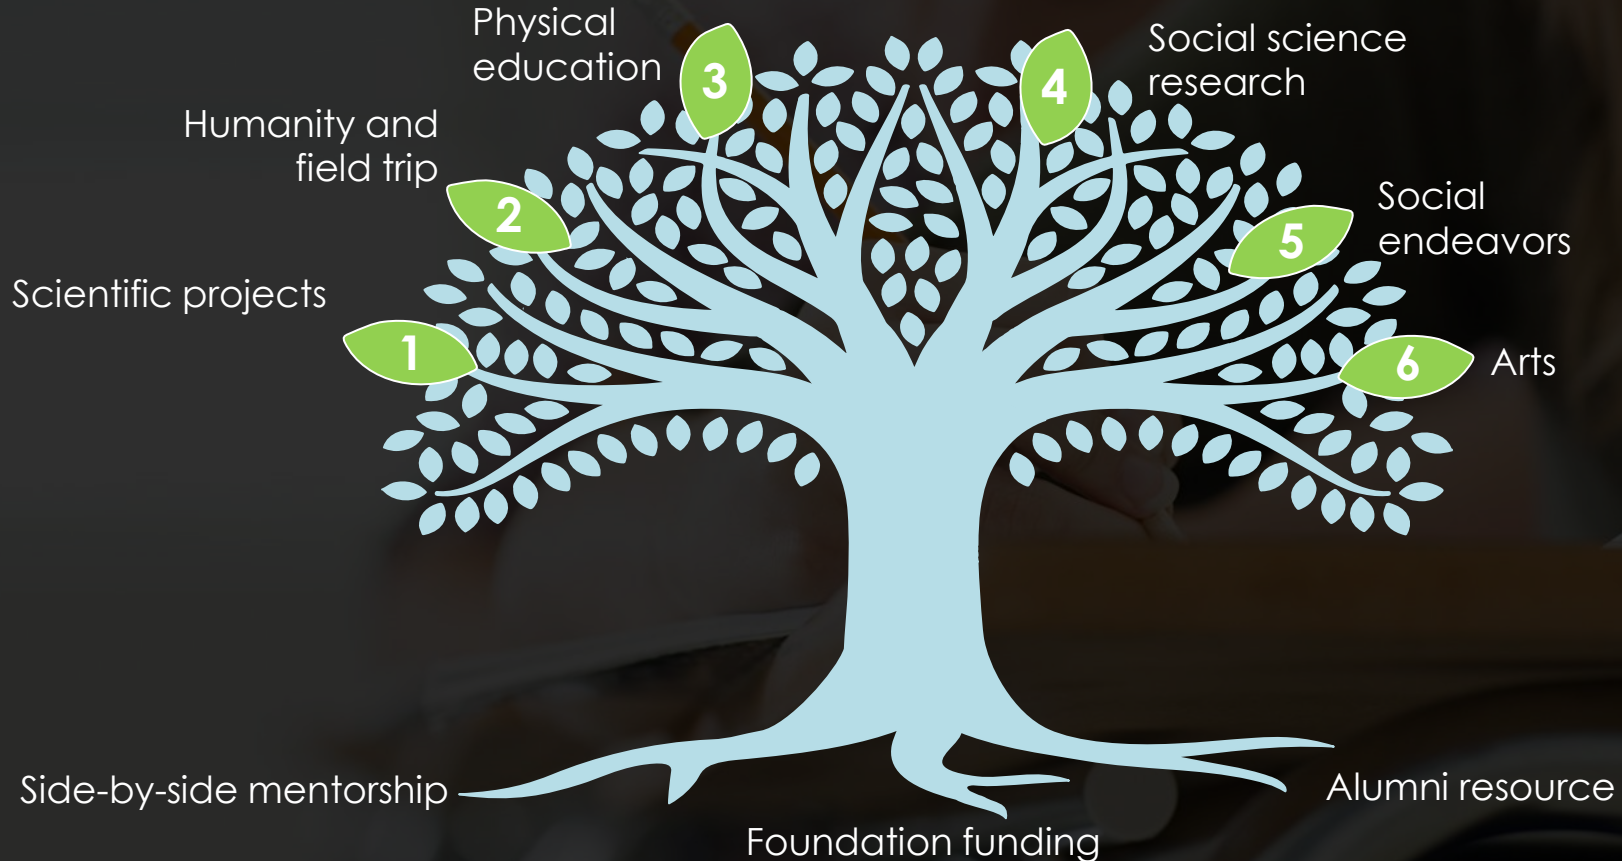 Physical
education
3
4
Social science
research
Humanity and
field trip
2
Social
endeavors
5
Scientific projects
1
6
Arts
Side-by-side mentorship
Alumni resource
Foundation funding